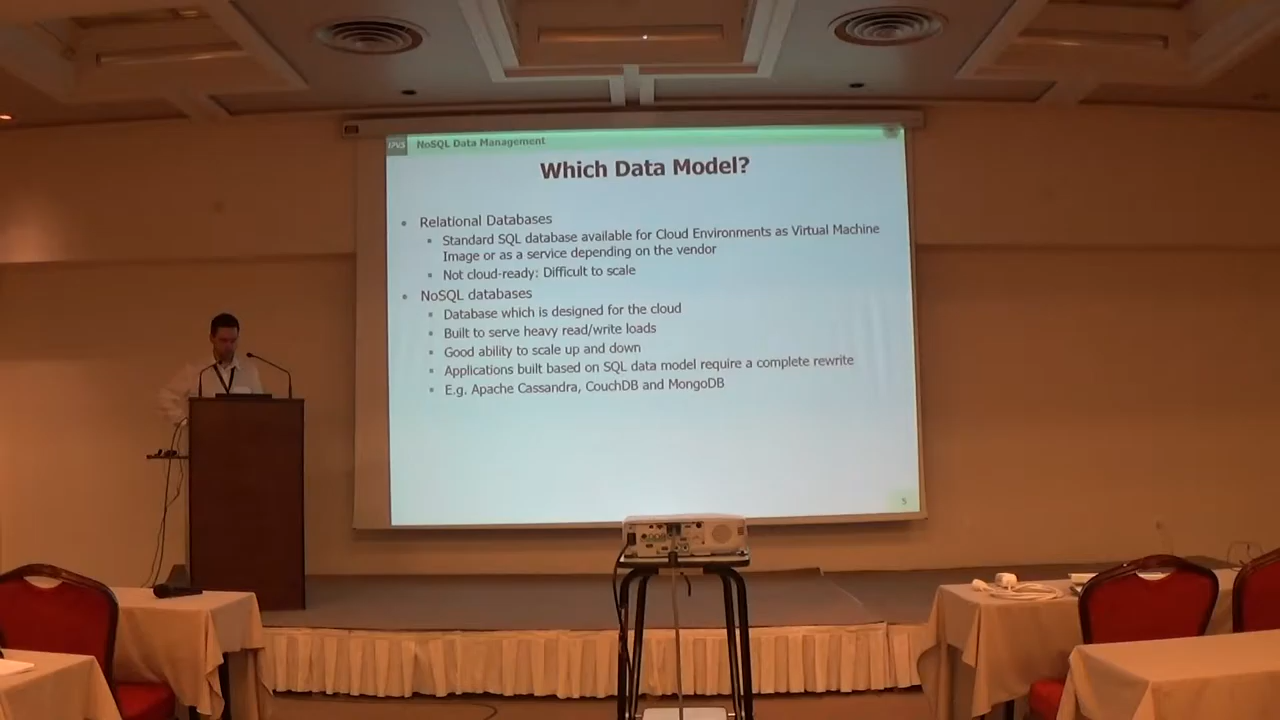 IPVS
NoSQL Data Management
Which Data Model?
• Relational Databases
▪ Standard SQL database available for Cloud Environments as Virtual Machine
Image or as a service depending on the vendor
▪ Not cloud-ready: Difficult to scale
• NoSQL databases
▪ Database which is designed for the cloud
▪ Built to serve heavy read/write loads
▪ Good ability to scale up and down
▪ Applications built based on SQL data model require a complete rewrite
▪ E.g. Apache Cassandra, CouchDB and MongoDB
5